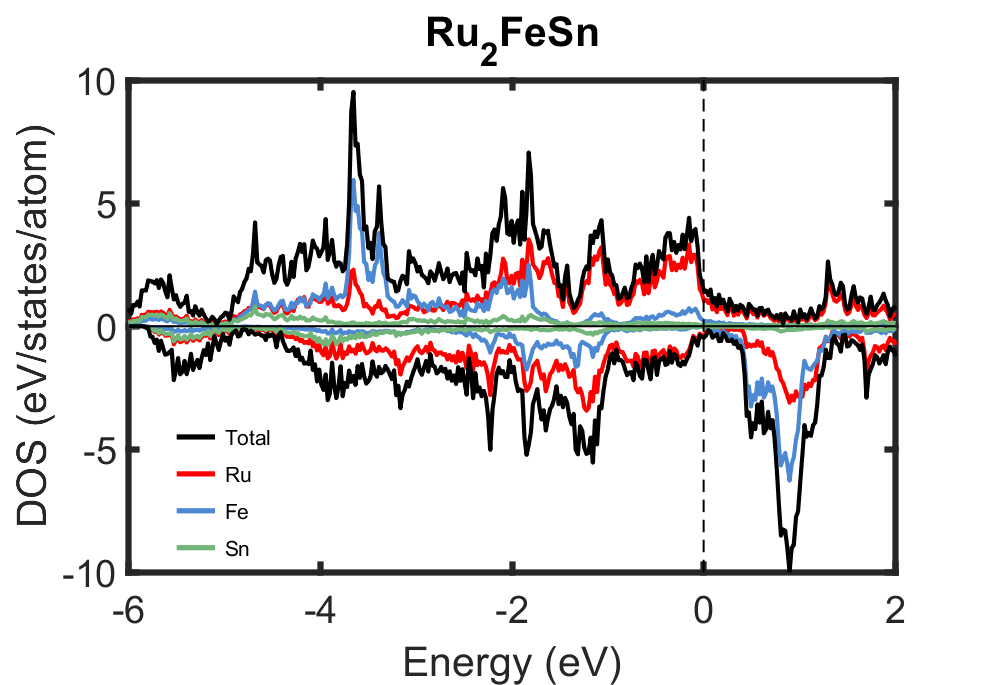 Ru2FeSn
DOS (eV/states/atom)
10
5
0
-5
-10
Total
Ru
Fe
Sn
-6 -4 -2 0 2
Energy (eV)